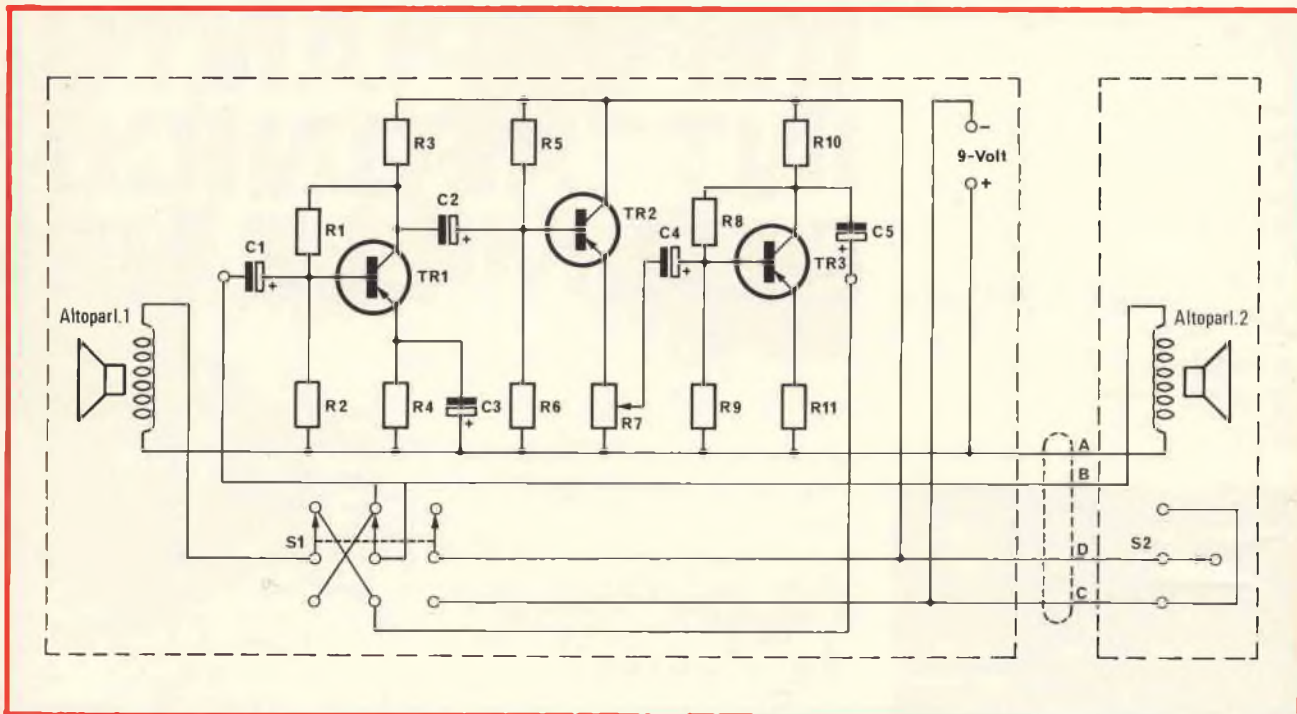 R3
R5
R10
-
9-Volt
+
C2
TR2
R1
R8
C5
C4
+
+
C1
TR1
+
TR3
+
+
Altoparl.1
Altoparl.2
R2
R4
C3
R6
R7
R9
R11
+
A
B
S1
D
S2
C